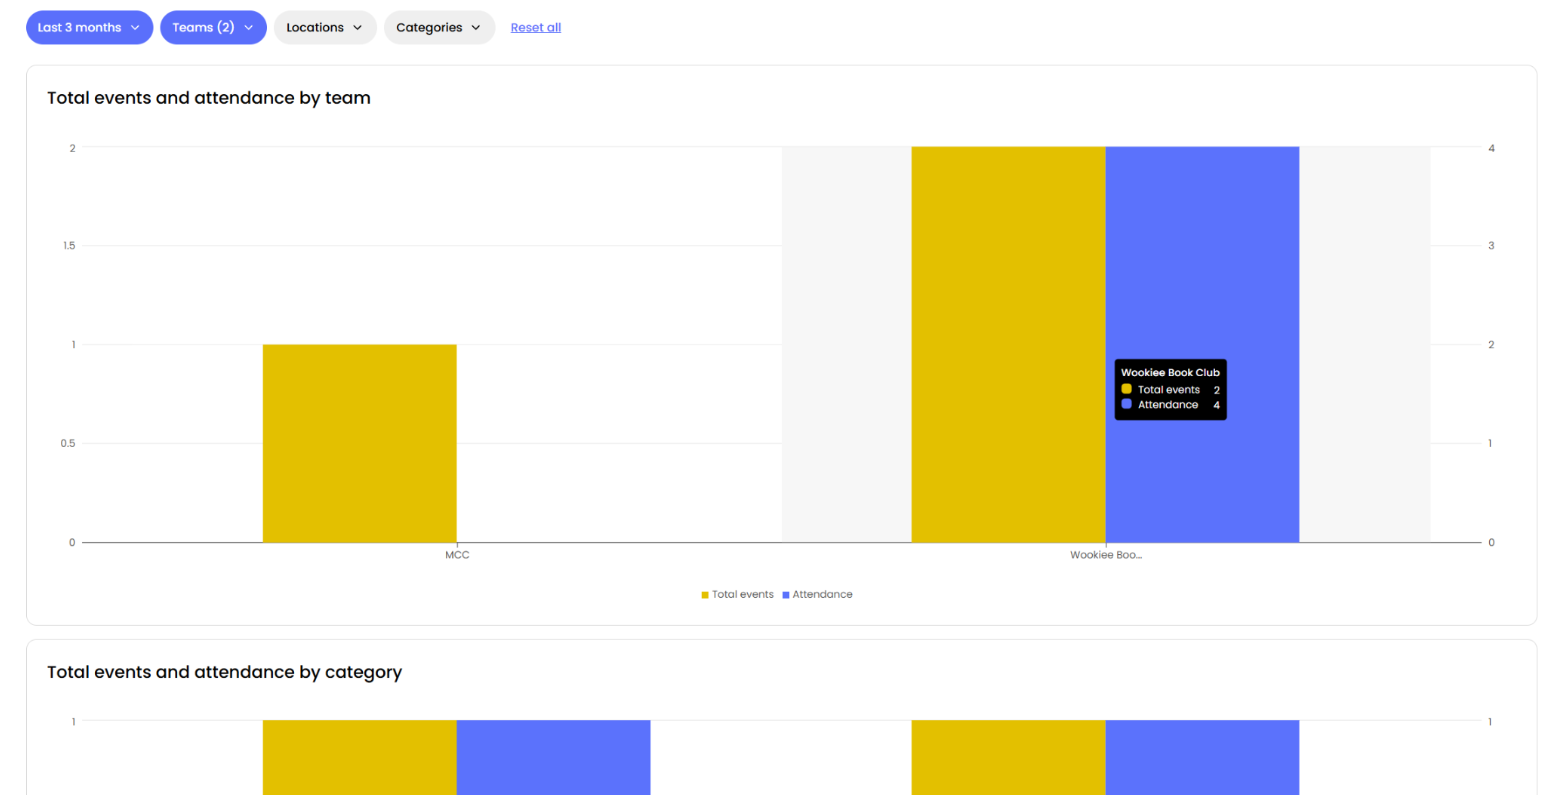 Last 3 months
Teams (2)
Locations
Categories
Reset all
Total events and attendance by team
2
4
1.5
3
1
2
Wookiee Book Club
Total events 2
Attendance 4
0.5
1
0
0
MCC
Wookiee Boo...
Total events
Attendance
Total events and attendance by category
1
1